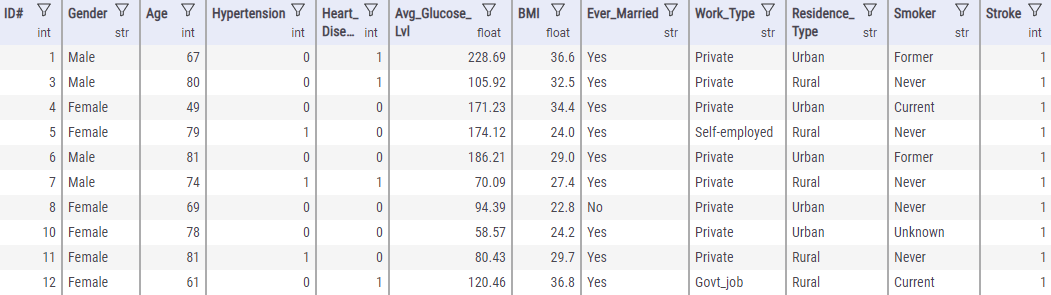 ID# Gender Age Hypertension Heart_ Dise... Avg_Glucose_ Lvl BMI Ever_Married Work_Type Residence_ Type Smoker Stroke
int str int int int float float str str str str int
1 Male 67 0 1 228.69 36.6 Yes Private Urban Former 1
3 Male 80 0 1 105.92 32.5 Yes Private Rural Never 1
4 Female 49 0 0 171.23 34.4 Yes Private Urban Current 1
5 Female 79 1 0 174.12 24.0 Yes Self-employed Rural Never 1
6 Male 81 0 0 186.21 29.0 Yes Private Urban Former 1
7 Male 74 1 1 70.09 27.4 Yes Private Rural Never 1
8 Female 69 0 0 94.39 22.8 No Private Urban Never 1
10 Female 78 0 0 58.57 24.2 Yes Private Urban Unknown 1
11 Female 81 1 0 80.43 29.7 Yes Private Rural Never 1
12 Female 61 0 1 120.46 36.8 Yes Govt_job Rural Current 1